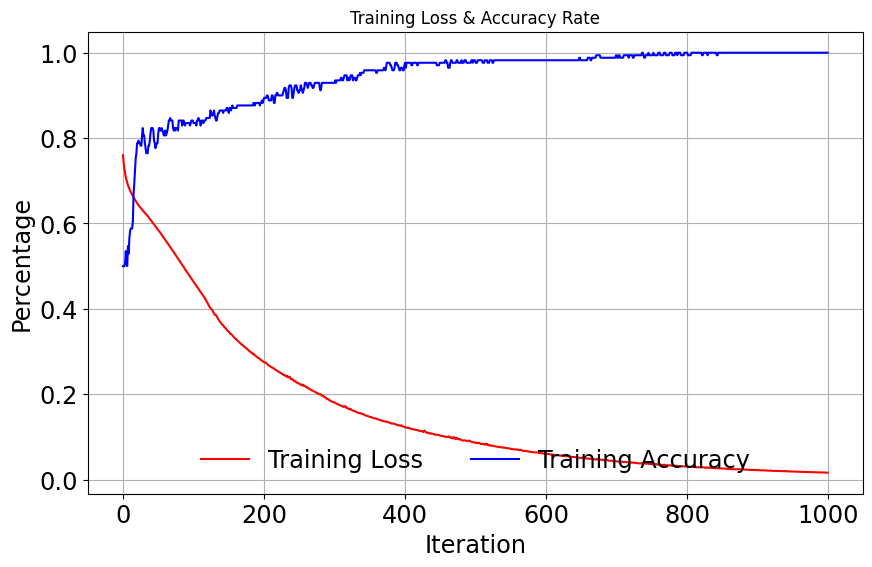 Training Loss & Accuracy Rate
1.0
0.8
0.6
0.4
0.2
0.0
Percentage
Training Loss
Training Accuracy
0 200 400 600 800 1000
Iteration